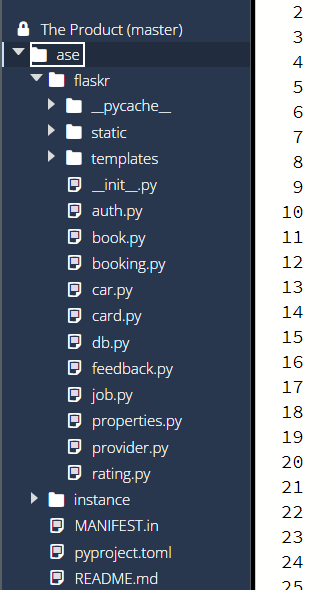 The Product (master)
ase
flaskr
__pycache__
static
templates
__init__.py
auth.py
book.py
booking.py
car.py
card.py
db.py
feedback.py
job.py
properties.py
provider.py
rating.py
instance
MANIFEST.in
pyproject.toml
README.md
2
3
4
5
6
7
8
9
10
11
12
13
14
15
16
17
18
19
20
21
22
23
24
25